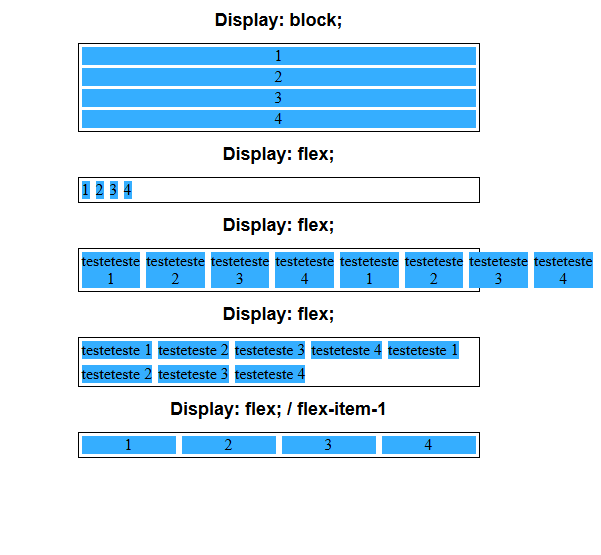 Display: block;
1
2
3
4
Display: flex;
1 2 3 4
Display: flex;
testeteste testeteste testeteste testeteste testeteste testeteste testeteste testeteste
1 2 3 4 1 2 3 4
Display: flex;
testeteste 1 testeteste 2 testeteste 3 testeteste 4 testeteste 1
testeteste 2 testeteste 3 testeteste 4
Display: flex; / flex-item-1
1 2 3 4